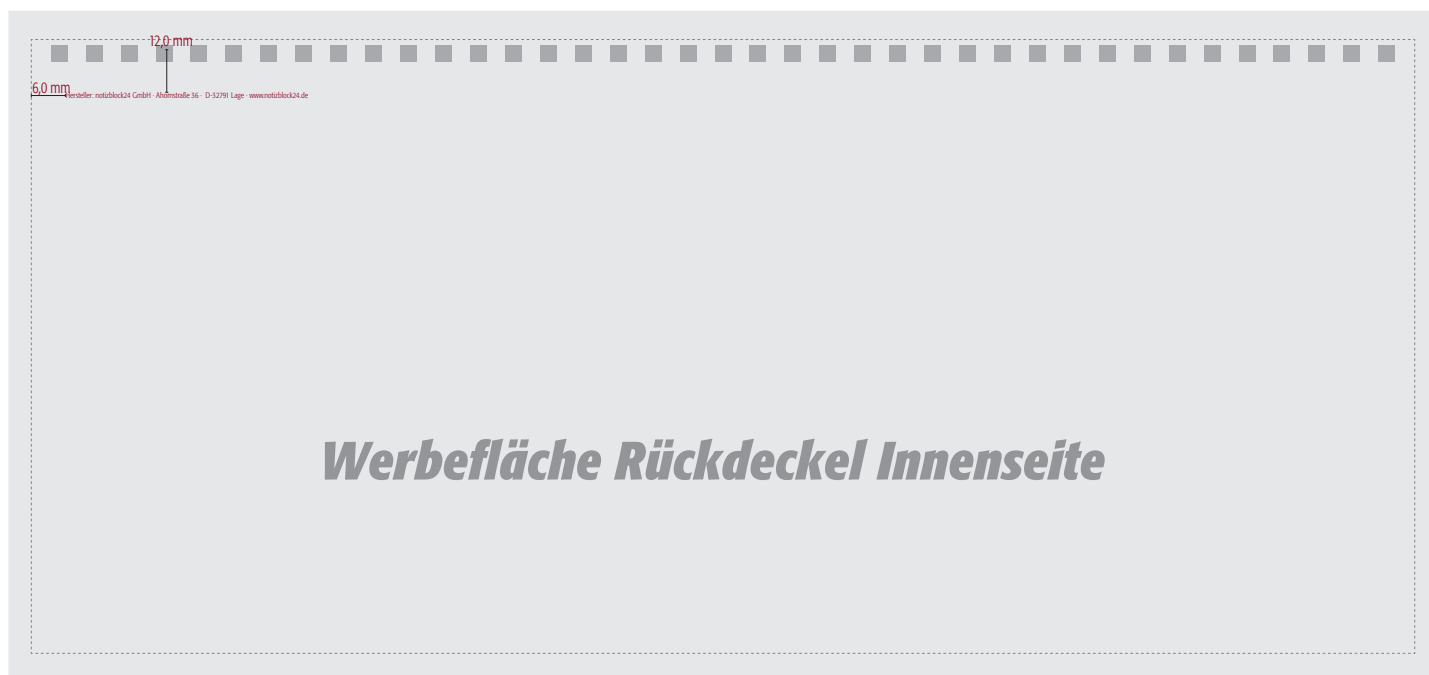 12,0 mm
6,0 mm
Hersteller: notizblock24 GmbH · Ahornstraße 36 · D-32791 Lage · www.notizblock24.de
Werbefläche Rückdeckel Innenseite